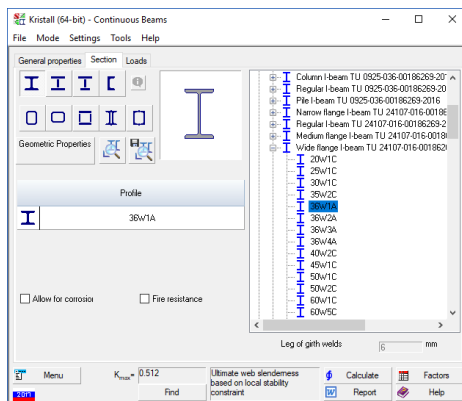 Kristall (64-bit) - Continuous Beams
File Mode Settings Tools Help
General properties Section Loads
Geometric Properties
Profile
36W1A
Allow for corrosior
Fire resistance
Column I-beam TU 0925-036-00186269-201
Regular I-beam TU 0925-036-00186269-201
Pile I-beam TU 0925-036-00186269-2016
Narrow flange I-beam TU 24107-016-00186
Regular I-beam TU 24107-016-00186269-2
Medium flange I-beam TU 24107-016-0018
Wide flange I-beam TU 24107-016-001862
20W1C
25W1C
30W1C
35W2C
36W1A
36W2A
36W3A
36W4A
40W2C
45W1C
50W1C
50W2C
60W1C
60W5C
Leg of girth welds 6 mm
Menu
Kmax= 0.512
Find
Ultimate web slenderness
based on local stability
constraint
Calculate Factors
Report Help